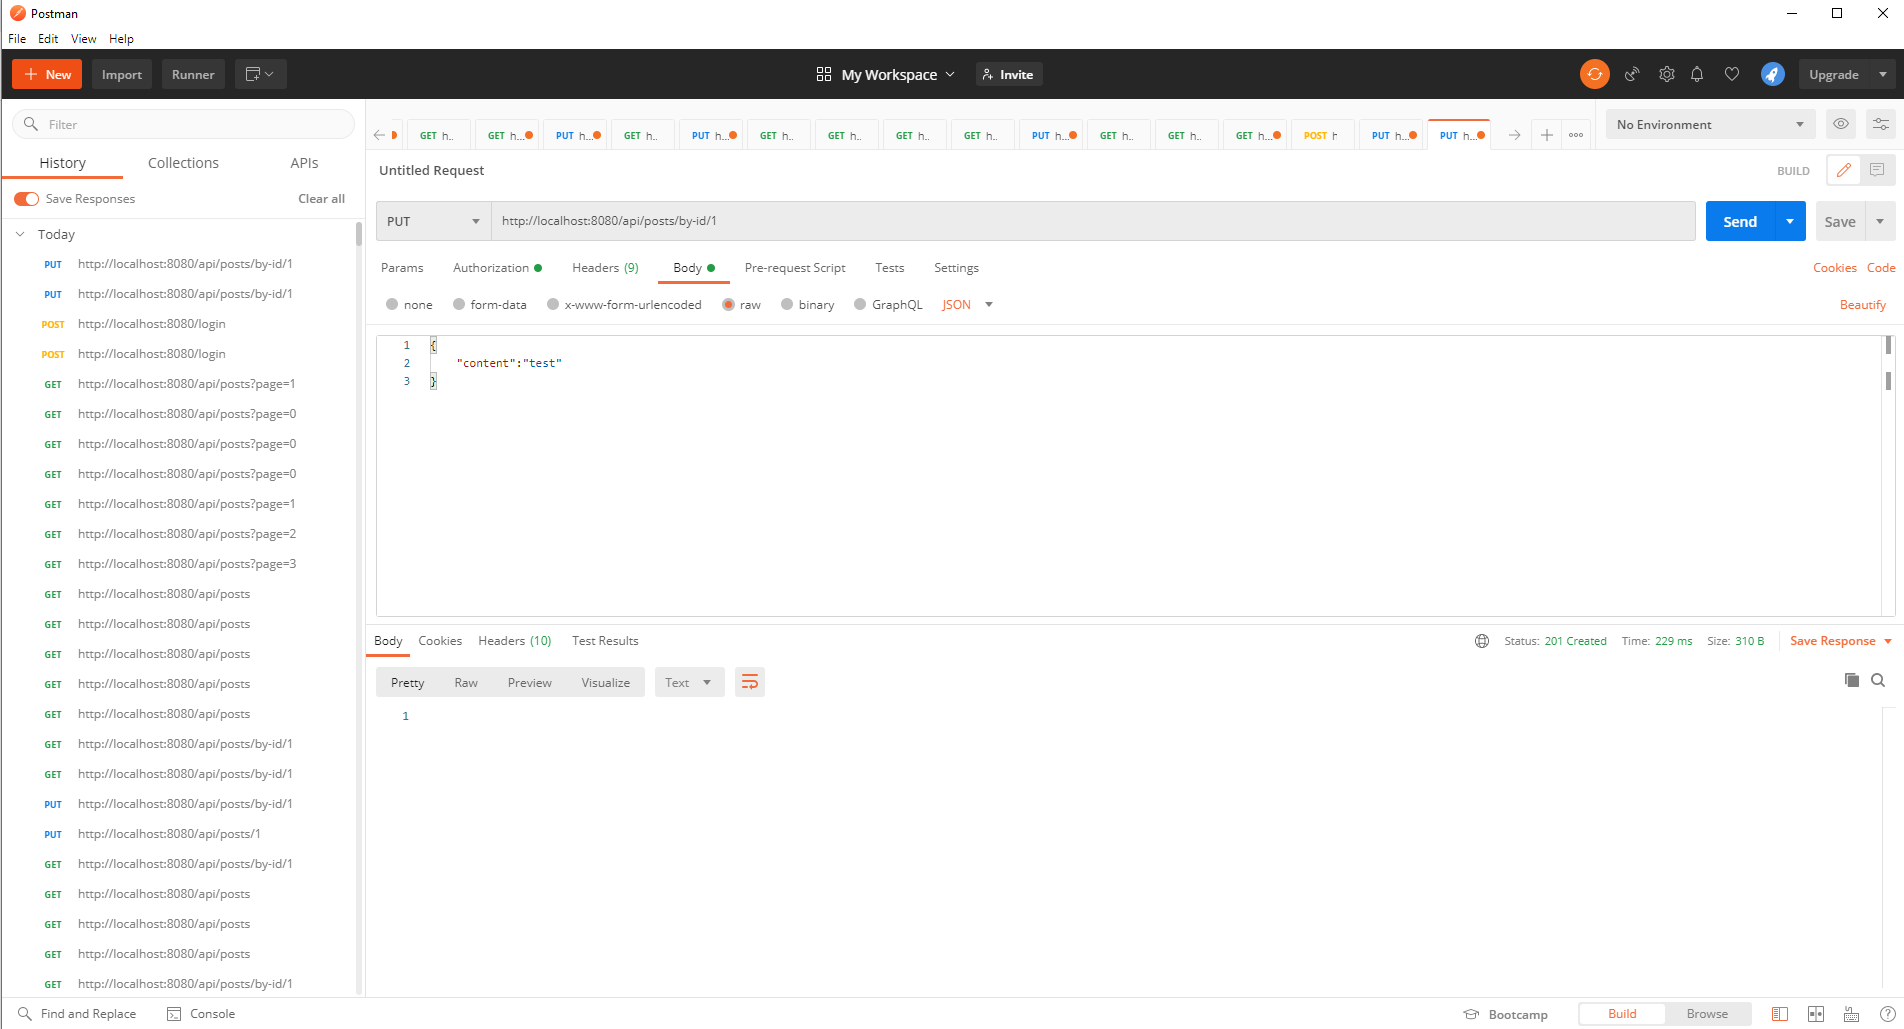 Postman
File Edit View Help
New Import Runner My Workspace Invite Upgrade
Filter
History Collections APIs
Save Responses Clear all
Today
PUT http://localhost:8080/api/posts/by-id/1
PUT http://localhost:8080/api/posts/by-id/1
POST http://localhost:8080/login
POST http://localhost:8080/login
GET http://localhost:8080/api/posts?page=1
GET http://localhost:8080/api/posts?page=0
GET http://localhost:8080/api/posts?page=0
GET http://localhost:8080/api/posts?page=0
GET http://localhost:8080/api/posts?page=1
GET http://localhost:8080/api/posts?page=2
GET http://localhost:8080/api/posts?page=3
GET http://localhost:8080/api/posts
GET http://localhost:8080/api/posts
GET http://localhost:8080/api/posts
GET http://localhost:8080/api/posts
GET http://localhost:8080/api/posts
GET http://localhost:8080/api/posts/by-id/1
GET http://localhost:8080/api/posts/by-id/1
PUT http://localhost:8080/api/posts/by-id/1
PUT http://localhost:8080/api/posts/1
GET http://localhost:8080/api/posts/by-id/1
GET http://localhost:8080/api/posts
GET http://localhost:8080/api/posts
GET http://localhost:8080/api/posts
GET http://localhost:8080/api/posts/by-id/1
GET h.. GET h... PUT h... GET h.. PUT h... GET h.. GET h.. GET h.. GET h.. PUT h... GET h.. GET h.. GET h... POST h PUT h... PUT h... No Environment
Untitled Request BUILD
PUT http://localhost:8080/api/posts/by-id/1 Send Save
Params Authorization Headers (9) Body Pre-request Script Tests Settings Cookies Code
none form-data x-www-form-urlencoded raw binary GraphQL JSON Beautify
1 {
2 "content":"test"
3 }
Body Cookies Headers (10) Test Results Status: 201 Created Time: 229 ms Size: 310 B Save Response
Pretty Raw Preview Visualize Text
1
Find and Replace Console Bootcamp Build Browse